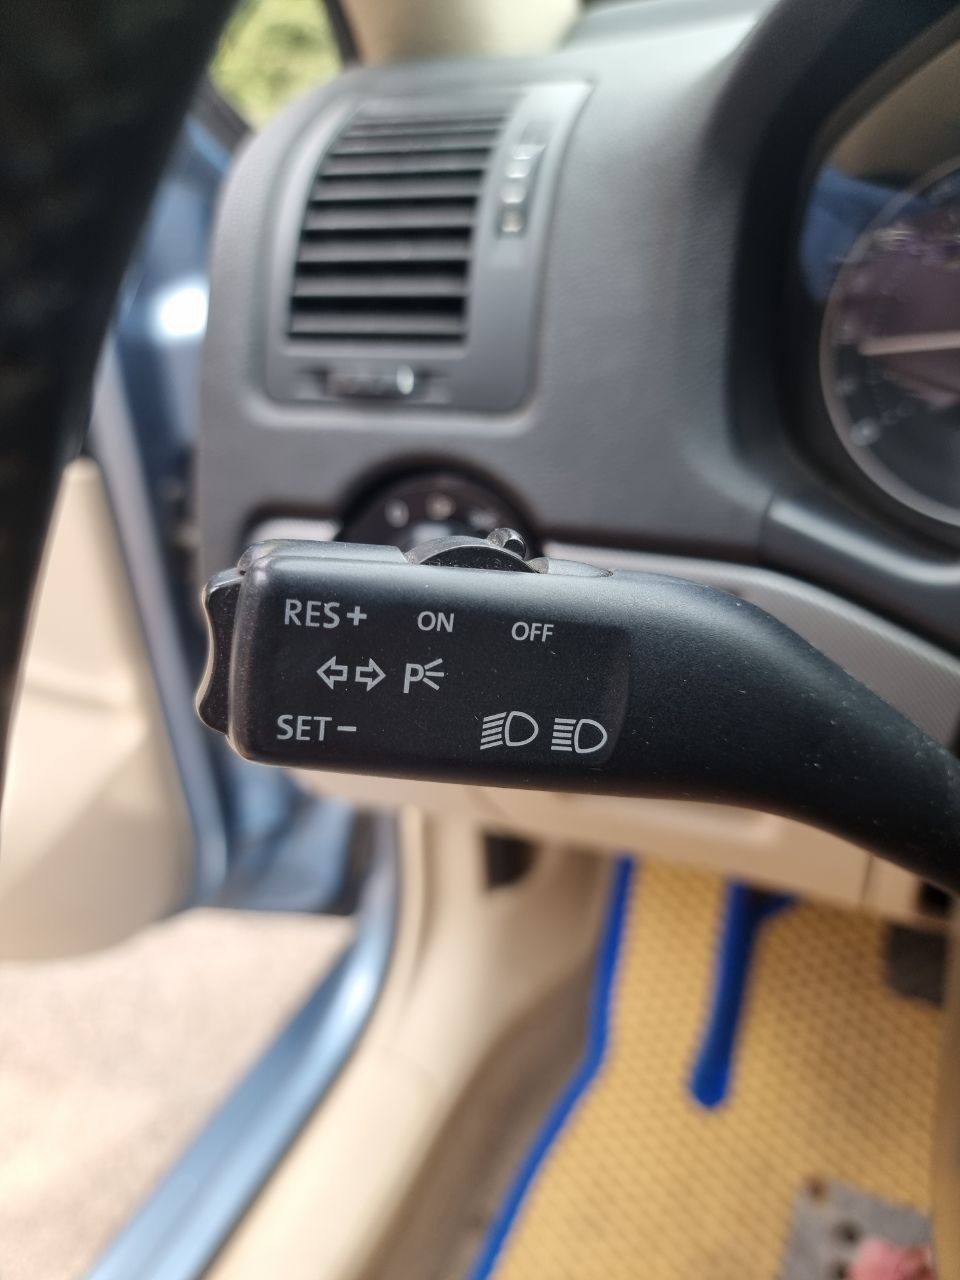 RES+ ON OFF
P
SET-